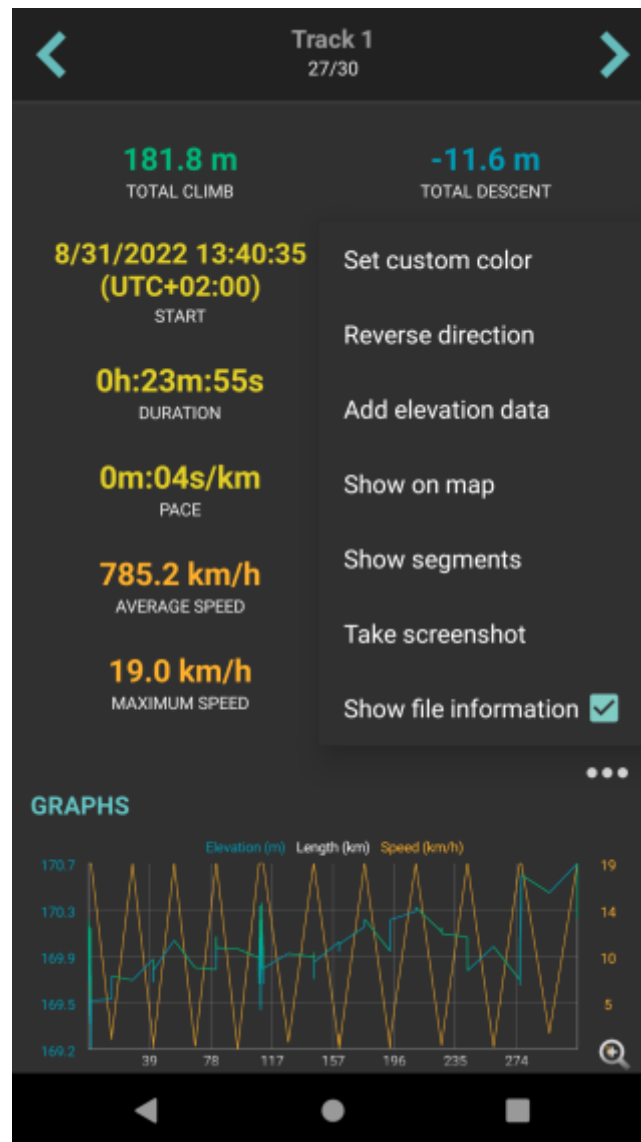 Track 1
27/30
181.8 m
TOTAL CLIMB
-11.6 m
TOTAL DESCENT
8/31/2022 13:40:35
(UTC+02:00)
START
0h:23m:55s
DURATION
0m:04s/km
PACE
785.2 km/h
AVERAGE SPEED
19.0 km/h
MAXIMUM SPEED
Set custom color
Reverse direction
Add elevation data
Show on map
Show segments
Take screenshot
Show file information
GRAPHS
Elevation (m) Length (km) Speed (km/h)
170.7
170.3
169.9
169.5
169.2
19
14
10
5
39 78 117 157 196 235 274